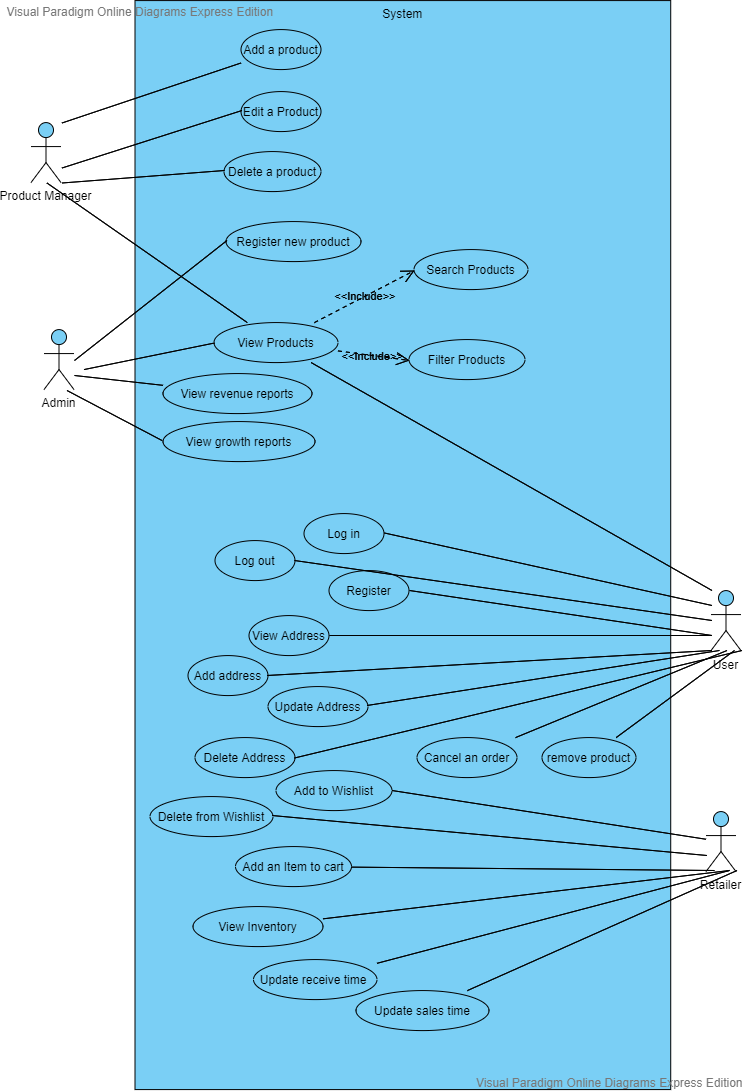 Visual Paradigm Online Diagrams Express Edition
System
Add a product
Edit a Product
Delete a product
Product Manager
Register new product
Search Products
<<Include>>
View Products
<<Include>>
Filter Products
Admin
View revenue reports
View growth reports
Log in
Log out
Register
View Address
User
Add address
Update Address
Delete Address
Cancel an order
remove product
Add to Wishlist
Delete from Wishlist
Add an Item to cart
Retailer
View Inventory
Update receive time
Update sales time
Visual Paradigm Online Diagrams Express Edition